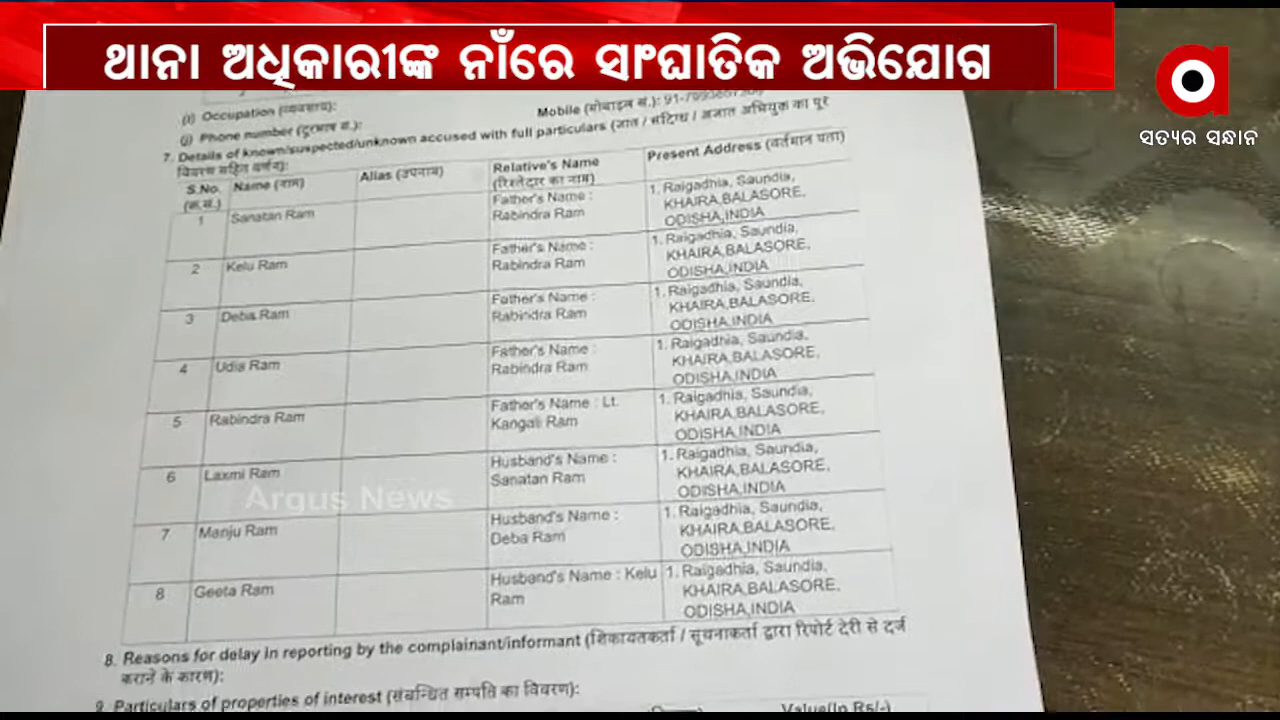 ଥାନା ଅଧିକାରୀଙ୍କ ନାଁରେ ସାଂଘାତିକ ଅଭିଯୋଗ
ସତ୍ୟର ସନ୍ଧାନ
(i) Occupation (व्यवसाय):
(j) Phone number (दूरभाष सं.): Mobile (मोबाइल सं.):
7. Details of known/suspected/unknown accused with full particulars (ज्ञात / संदिग्ध / अज्ञात अभियुक्त का पूरे
विवरण सहित वर्णन):
S.No. (क्र.सं.) Name (नाम) Alias (उपनाम) Relative's Name (रिश्तेदार का नाम) Present Address (वर्तमान पता)
1 Sanatan Ram Father's Name : 1. Raigadhia, Saundia,
Rabindra Ram KHAIRA,BALASORE,
ODISHA,INDIA
2 Kelu Ram Father's Name : 1. Raigadhia, Saundia,
Rabindra Ram KHAIRA,BALASORE,
ODISHA,INDIA
3 Deba Ram Father's Name : 1. Raigadhia, Saundia,
Rabindra Ram KHAIRA,BALASORE,
ODISHA,INDIA
4 Udia Ram Father's Name : 1. Raigadhia, Saundia,
Rabindra Ram KHAIRA,BALASORE,
ODISHA,INDIA
5 Rabindra Ram Father's Name : Lt. 1. Raigadhia, Saundia,
Kangali Ram KHAIRA,BALASORE,
ODISHA,INDIA
6 Laxmi Ram Husband's Name : 1. Raigadhia, Saundia,
Sanatan Ram KHAIRA,BALASORE,
ODISHA,INDIA
Argus News
7 Manju Ram Husband's Name : 1. Raigadhia, Saundia,
Deba Ram KHAIRA,BALASORE,
ODISHA,INDIA
8 Geeta Ram Husband's Name : Kelu 1. Raigadhia, Saundia,
Ram KHAIRA,BALASORE,
ODISHA,INDIA
8. Reasons for delay in reporting by the complainant/informant (शिकायतकर्ता / सूचनाकर्ता द्वारा रिपोर्ट देरी से दर्ज
कराने के कारण):
9. Particulars of properties of interest (संबन्धित सम्पति का विवरण):
Value(In Rs/-)